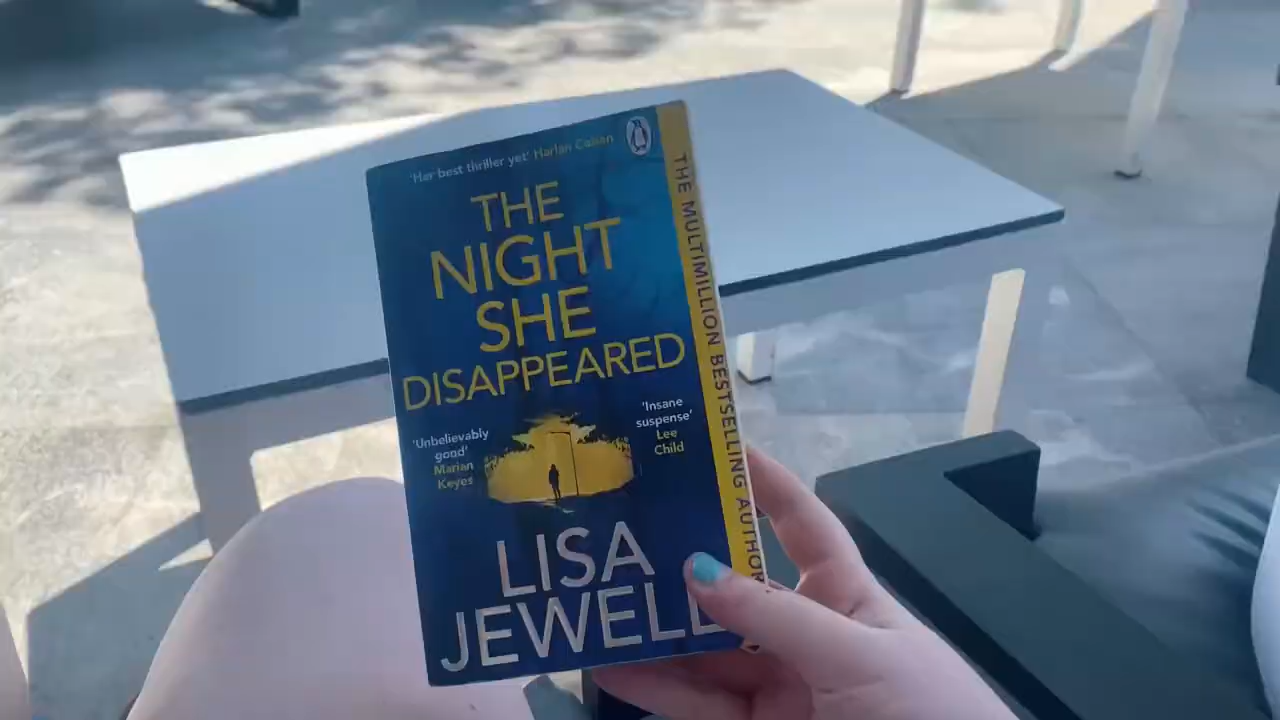 'Her best thriller yet' Harlan Coben
THE
NIGHT
SHE
DISAPPEARED
'Unbelievably
good'
Marian
Keyes
'Insane
suspense'
Lee
Child
LISA
JEWELL
THE MULTIMILLION BESTSELLING AUTHOR